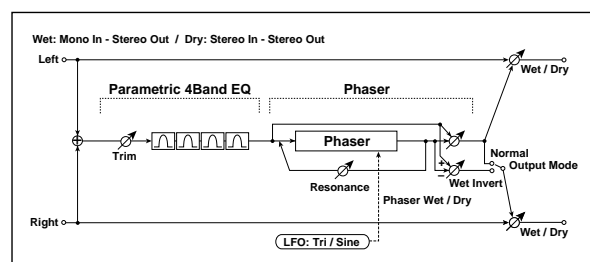 Wet: Mono In - Stereo Out / Dry: Stereo In - Stereo Out
Left
Wet / Dry
Parametric 4Band EQ
Phaser
Phaser
Trim
Resonance
+
−
Normal
Output Mode
Wet Invert
Phaser Wet / Dry
Right
Wet / Dry
LFO: Tri / Sine